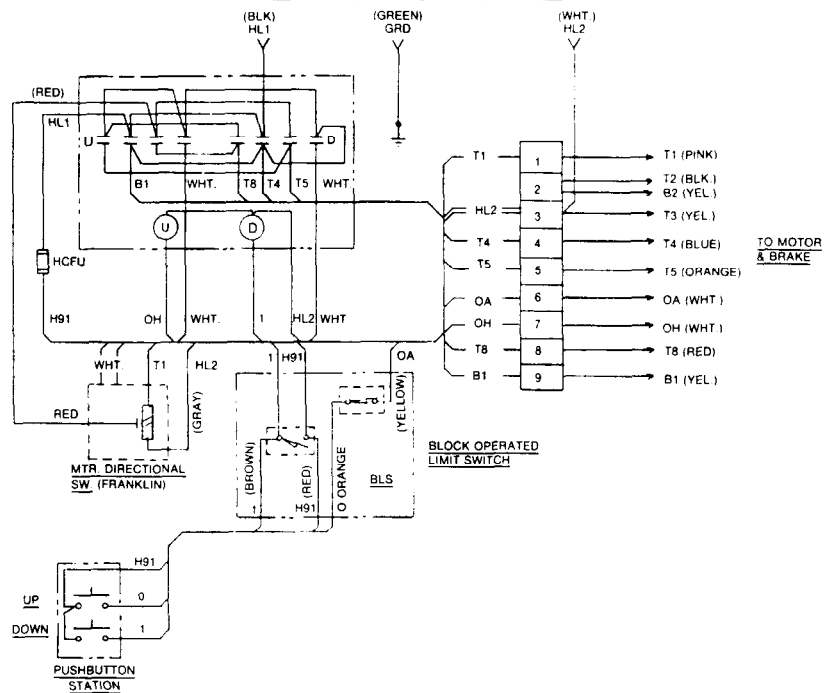 (BLK)
HL1
(GREEN)
GRD
(WHT.)
HL2
(RED)
HL1
U
D
B1
WHT.
T8
T4
T5
WHT
U
D
HCFU
H91
OH
WHT.
1
HL2
WHT
WHT.
T1
HL2
1
H91
OA
RED
(GRAY)
MTR. DIRECTIONAL
SW. (FRANKLIN)
(BROWN)
1
(RED)
H91
O ORANGE
(YELLOW)
BLS
BLOCK OPERATED
LIMIT SWITCH
T1
1
T1 (PINK)
T2 (BLK.)
2
B2 (YEL.)
HL2
3
T3 (YEL.)
T4
4
T4 (BLUE)
T5
5
T5 (ORANGE)
OA
6
OA (WHT.)
OH
7
OH (WHT.)
T8
8
T8 (RED)
B1
9
B1 (YEL.)
TO MOTOR
& BRAKE
H91
UP
0
DOWN
1
PUSHBUTTON
STATION